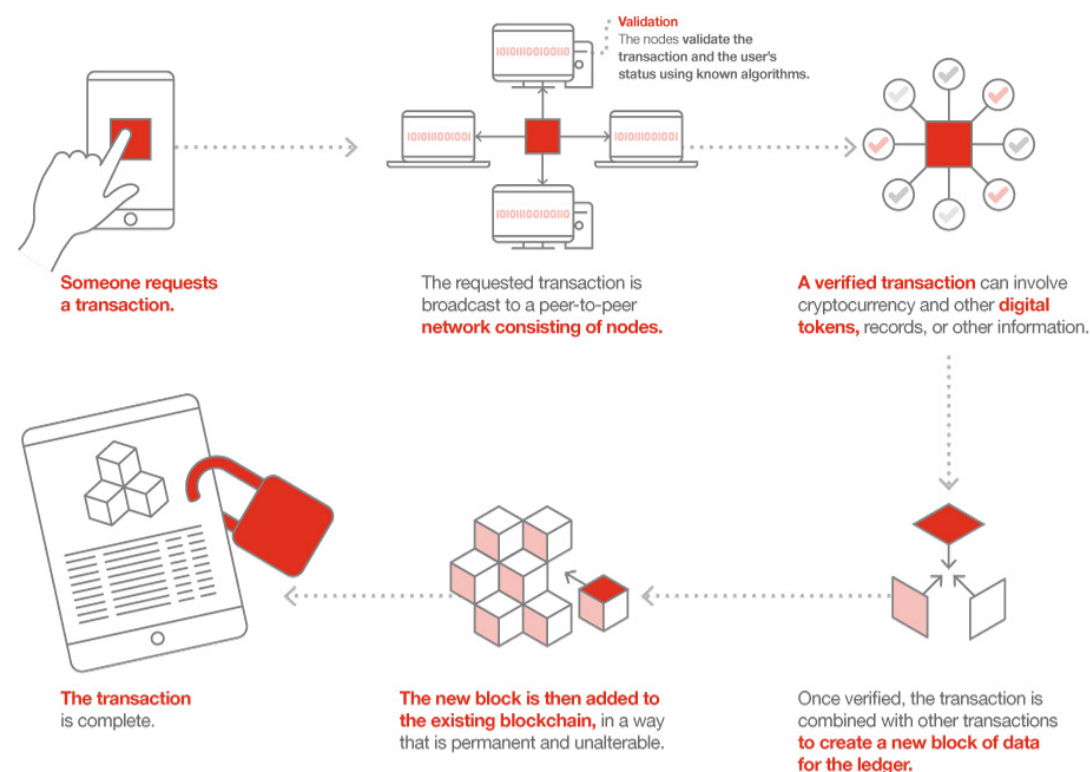 Validation
The nodes validate the
transaction and the user's
status using known algorithms.
101011100100110
1010111001001
1010111001001
101011100100110
Someone requests
a transaction.
The requested transaction is
broadcast to a peer-to-peer
network consisting of nodes.
A verified transaction can involve
cryptocurrency and other digital
tokens, records, or other information.
The transaction
is complete.
The new block is then added to
the existing blockchain, in a way
that is permanent and unalterable.
Once verified, the transaction is
combined with other transactions
to create a new block of data
for the ledger.